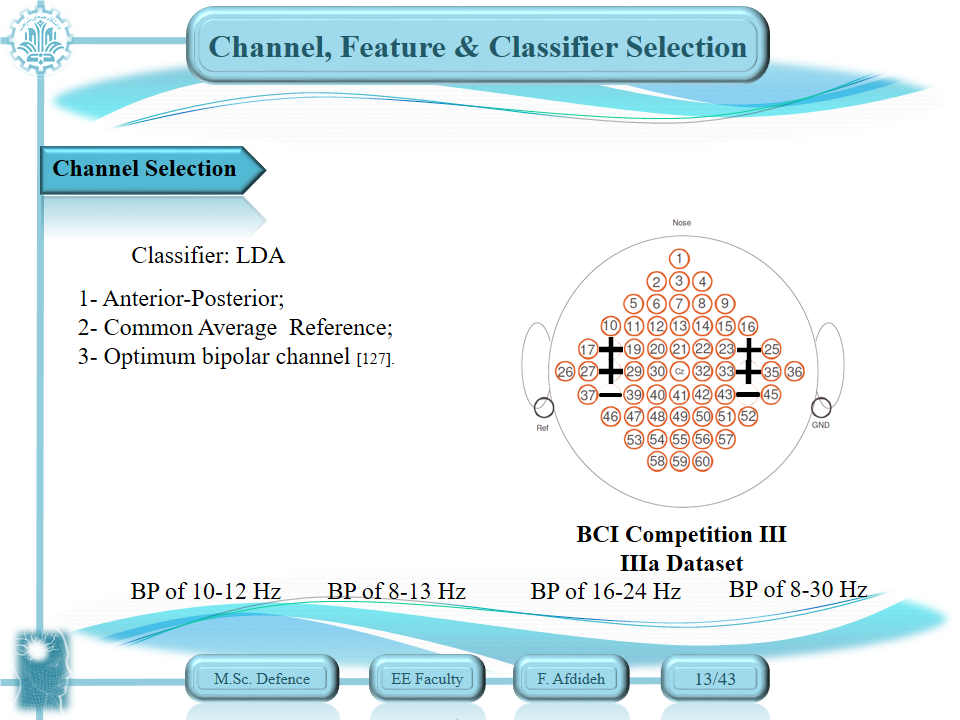 Channel, Feature & Classifier Selection
Channel Selection
Classifier: LDA
1- Anterior-Posterior;
2- Common Average Reference;
3- Optimum bipolar channel [127].
Nose
1
2 3 4
5 6 7 8 9
10 11 12 13 14 15 16
17 19 20 21 22 23 25
26 27 29 30 Cz 32 33 35 36
37 39 40 41 42 43 45
46 47 48 49 50 51 52
Ref GND
53 54 55 56 57
58 59 60
BCI Competition III
IIIa Dataset
BP of 10-12 Hz BP of 8-13 Hz BP of 16-24 Hz BP of 8-30 Hz
M.Sc. Defence EE Faculty F. Afdideh 13/43